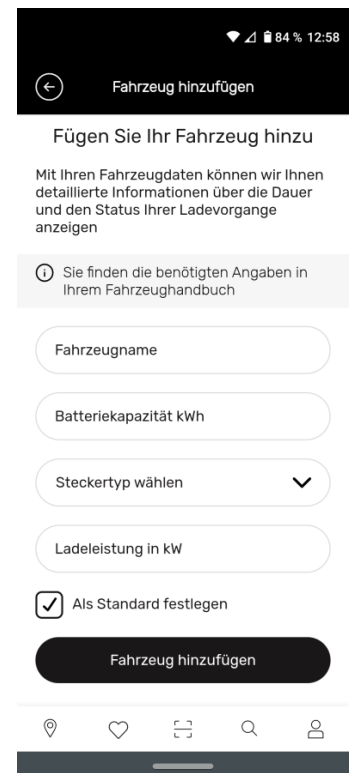 84 % 12:58
Fahrzeug hinzufügen
Fügen Sie Ihr Fahrzeug hinzu
Mit Ihren Fahrzeugdaten können wir Ihnen
detaillierte Informationen über die Dauer
und den Status Ihrer Ladevorgange
anzeigen
Sie finden die benötigten Angaben in
Ihrem Fahrzeughandbuch
Fahrzeugname
Batteriekapazität kWh
Steckertyp wählen
Ladeleistung in kW
Als Standard festlegen
Fahrzeug hinzufügen